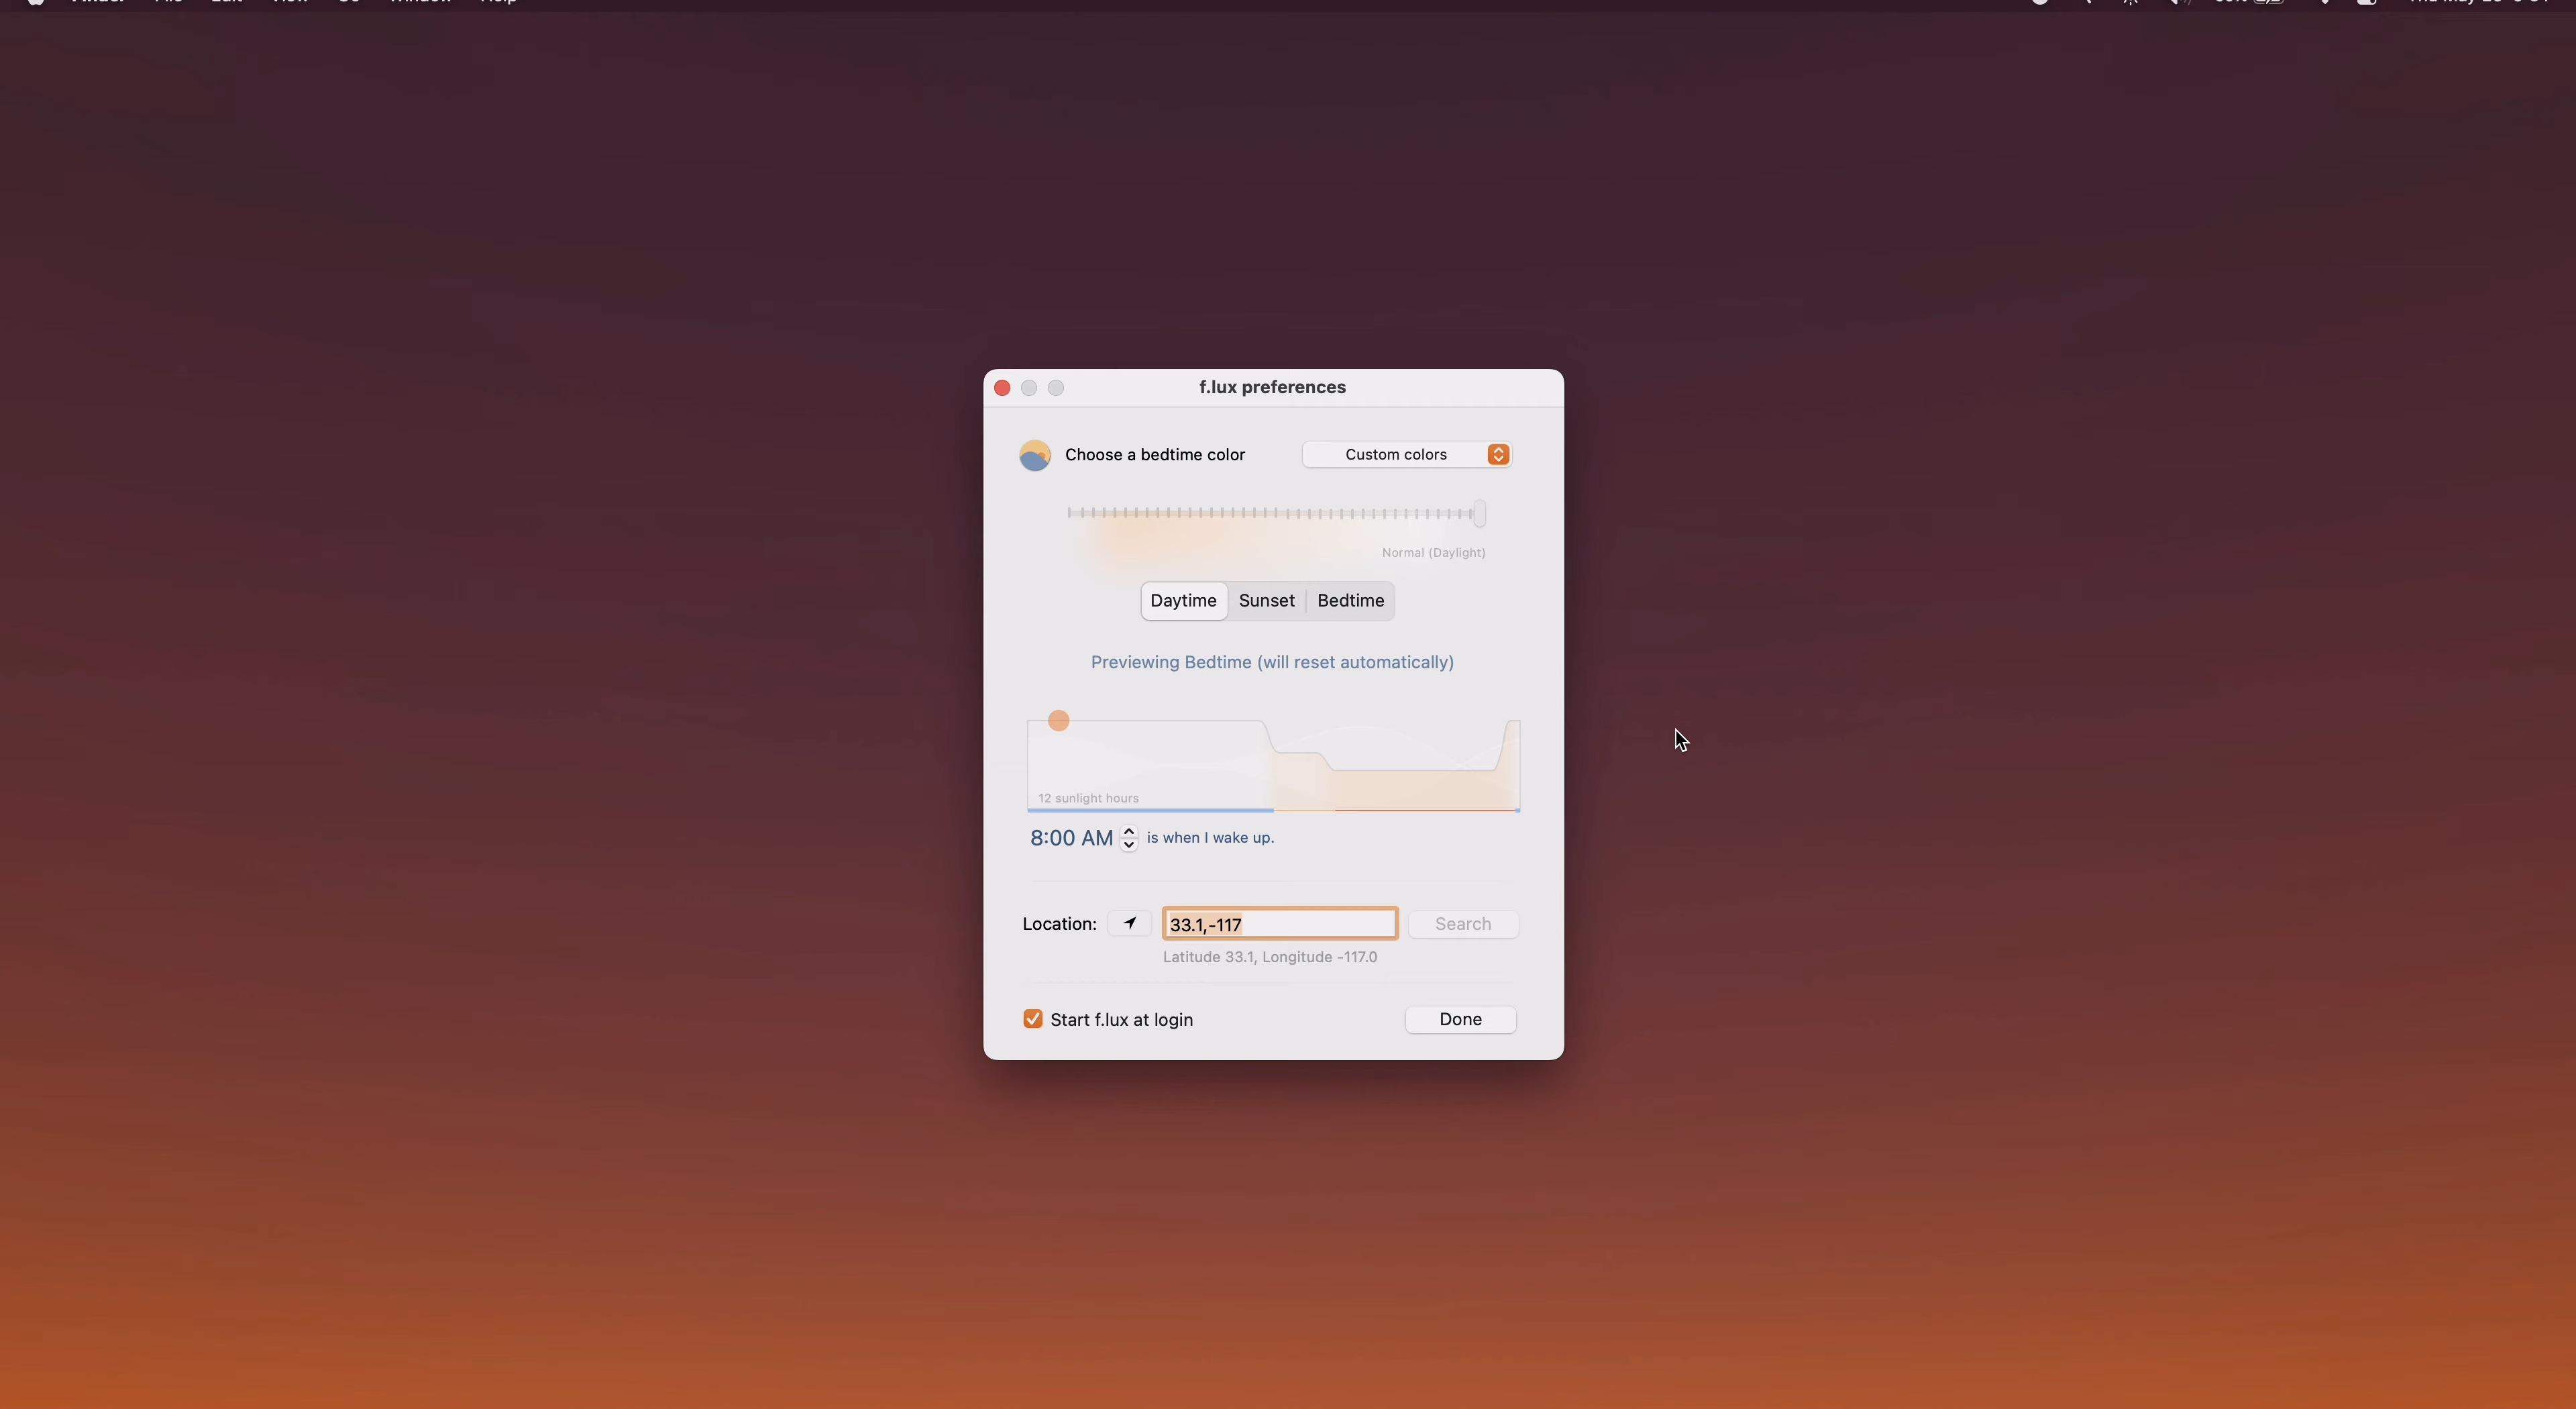 f.lux preferences
Choose a bedtime color
Custom colors
Normal (Daylight)
Daytime Sunset Bedtime
Previewing Bedtime (will reset automatically)
12 sunlight hours
8:00 AM is when I wake up.
Location: 33.1,-117 Search
Latitude 33.1, Longitude -117.0
Start f.lux at login Done